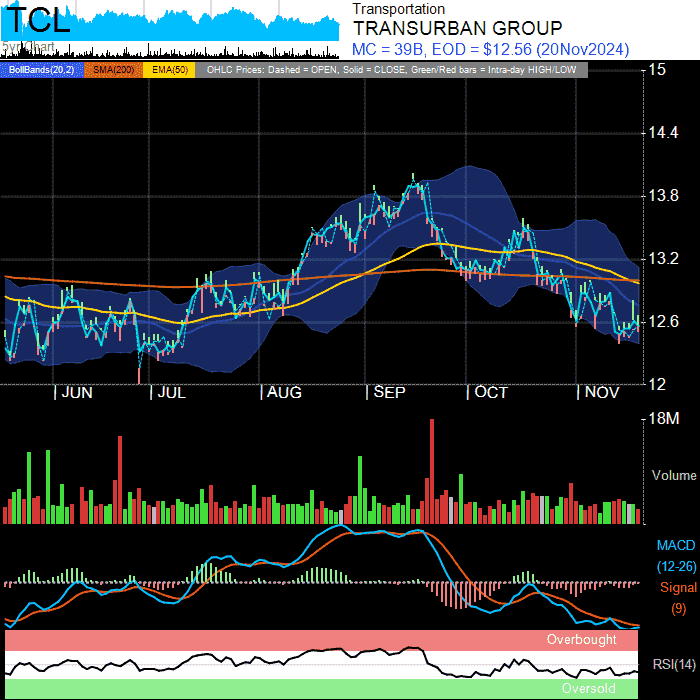 TCL
Transportation
TRANSURBAN GROUP
MC = 39B, EOD = $12.56 (20Nov2024)
BollBands(20,2) SMA(200) EMA(50) OHLC Prices: Dashed = OPEN, Solid = CLOSE, Green/Red bars = Intra-day HIGH/LOW
15
14.4
13.8
13.2
12.6
12
JUN JUL AUG SEP OCT NOV
18M
Volume
MACD
(12-26)
Signal
(9)
Overbought
RSI(14)
Oversold